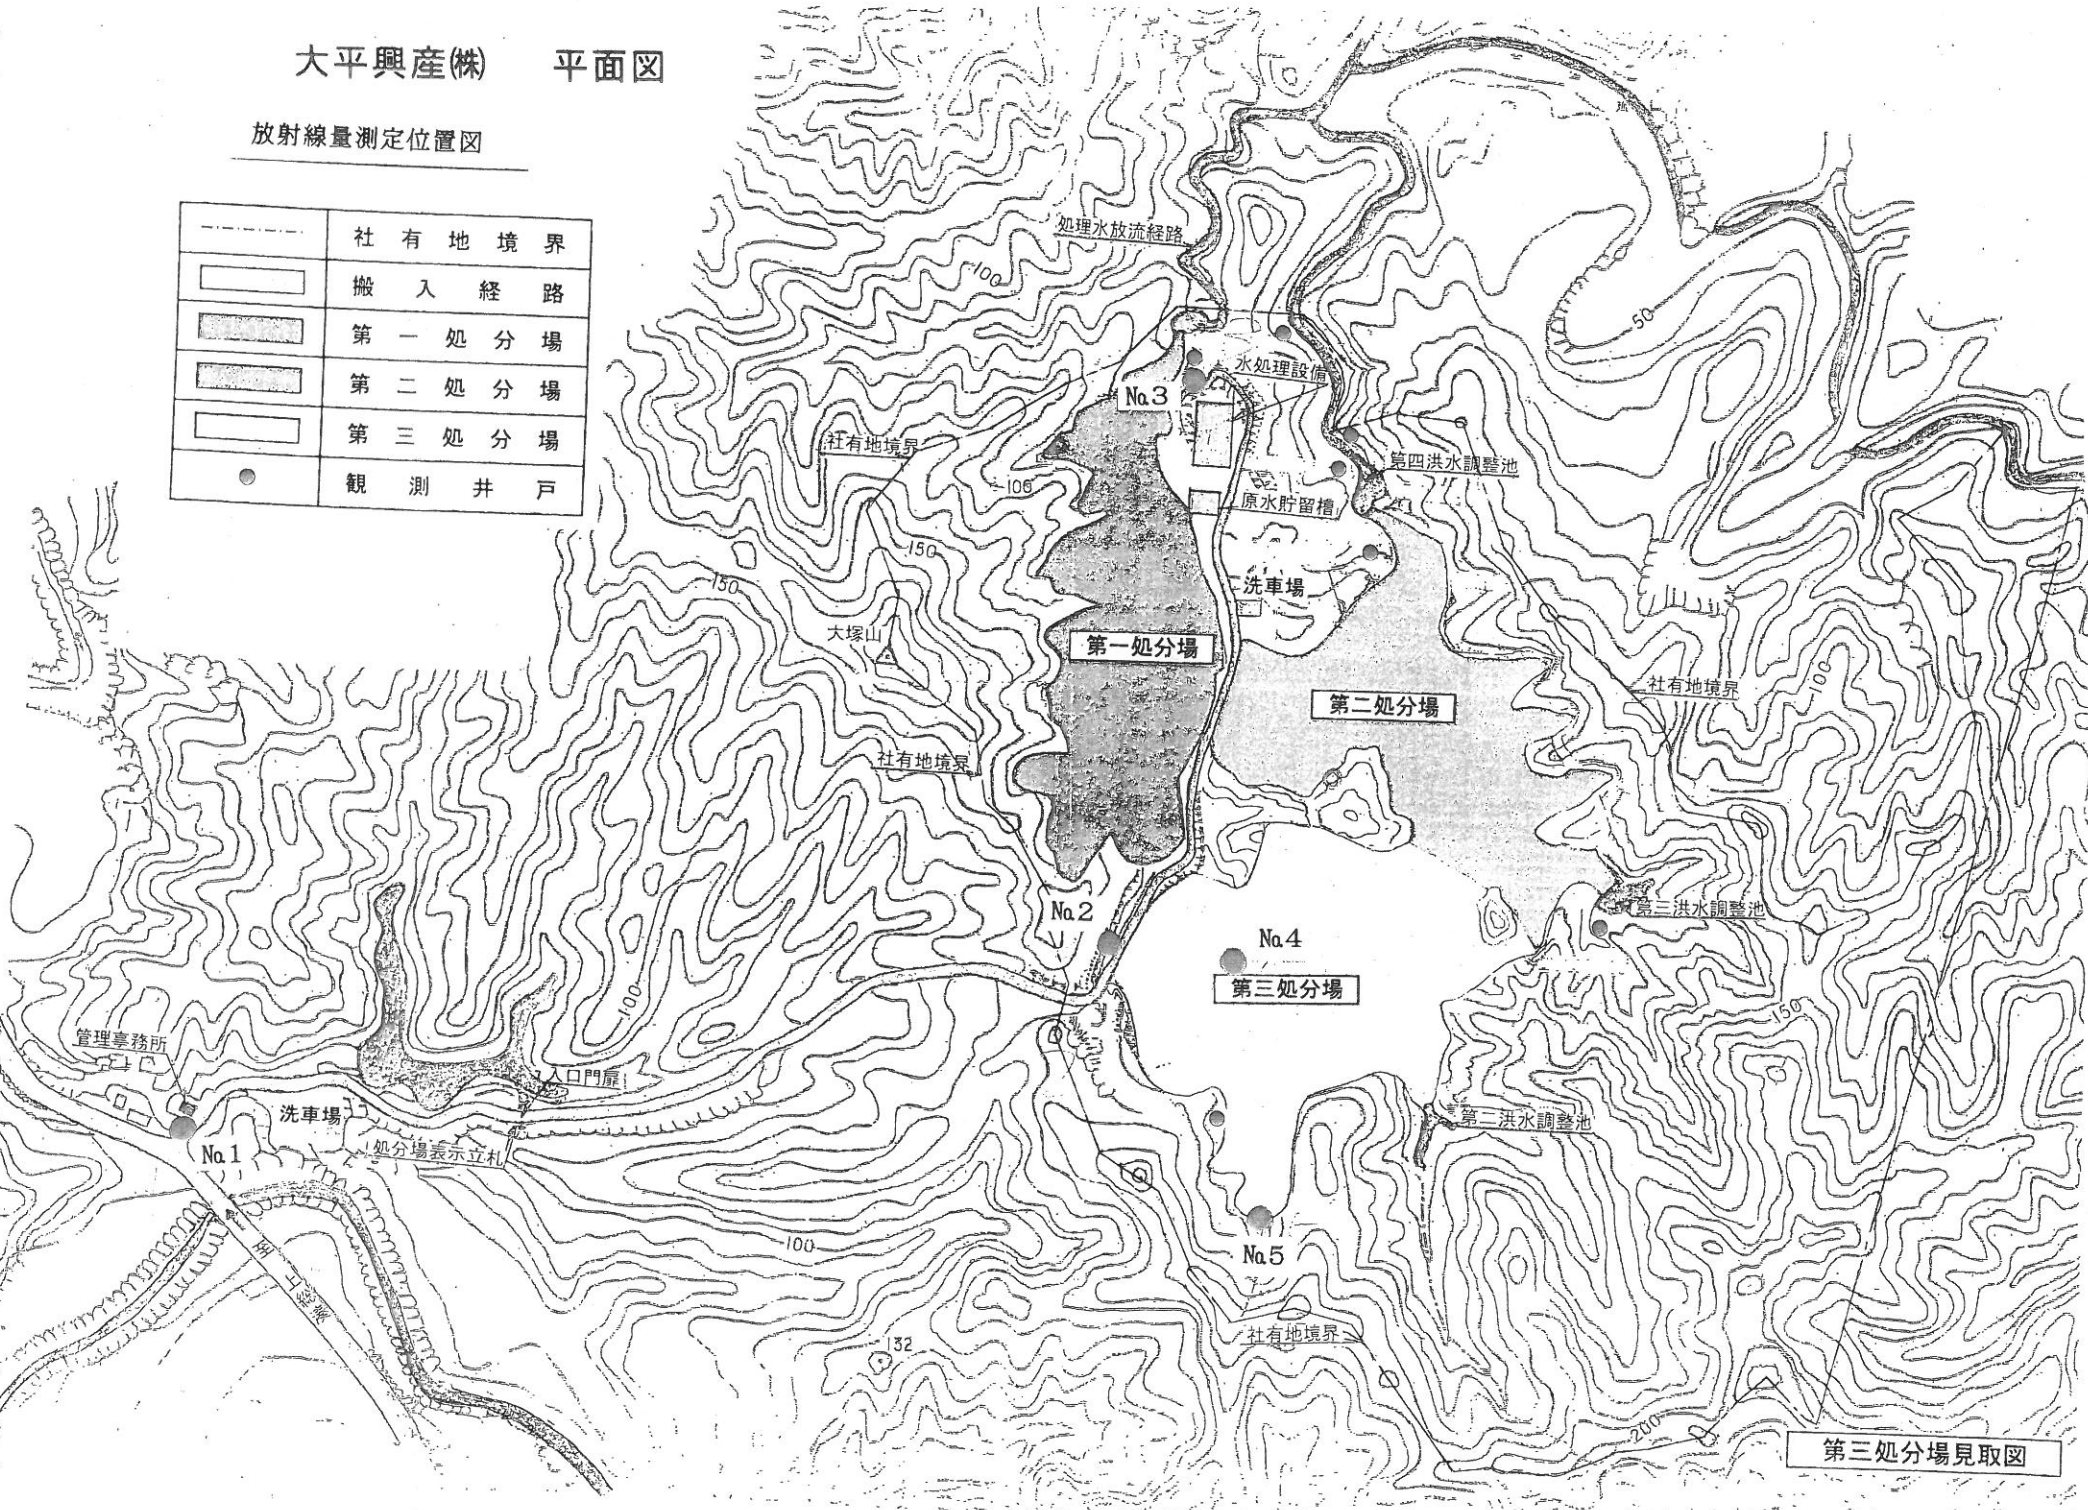 大平興産㈱　平面図
放射線量測定位置図
社有地境界
搬入経路
第一処分場
第二処分場
第三処分場
観測井戸
処理水放流経路
100
50
水処理設備
No.3
社有地境界
第四洪水調整池
100
原水貯留槽
150
150
洗車場
大塚山
第一処分場
100
社有地境界
第二処分場
社有地境界
No.2
第三洪水調整池
No.4
第三処分場
100
150
管理事務所
入口門扉
洗車場
No.1
処分場表示立札
第二洪水調整池
100
No.5
社有地境界
132
200
第三処分場見取図